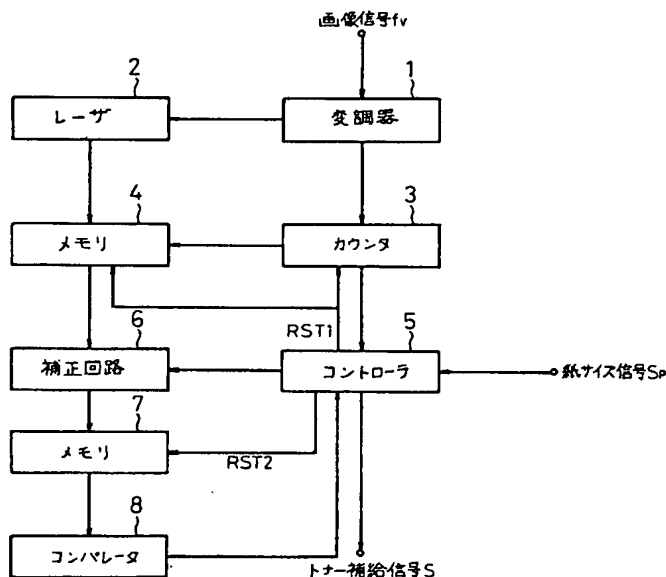 画像信号fv
2
1
レーザ
変調器
4
3
メモリ
カウンタ
RST1
6
5
補正回路
コントローラ
紙サイズ信号Sp
7
メモリ
RST2
8
コンパレータ
トナー補給信号S